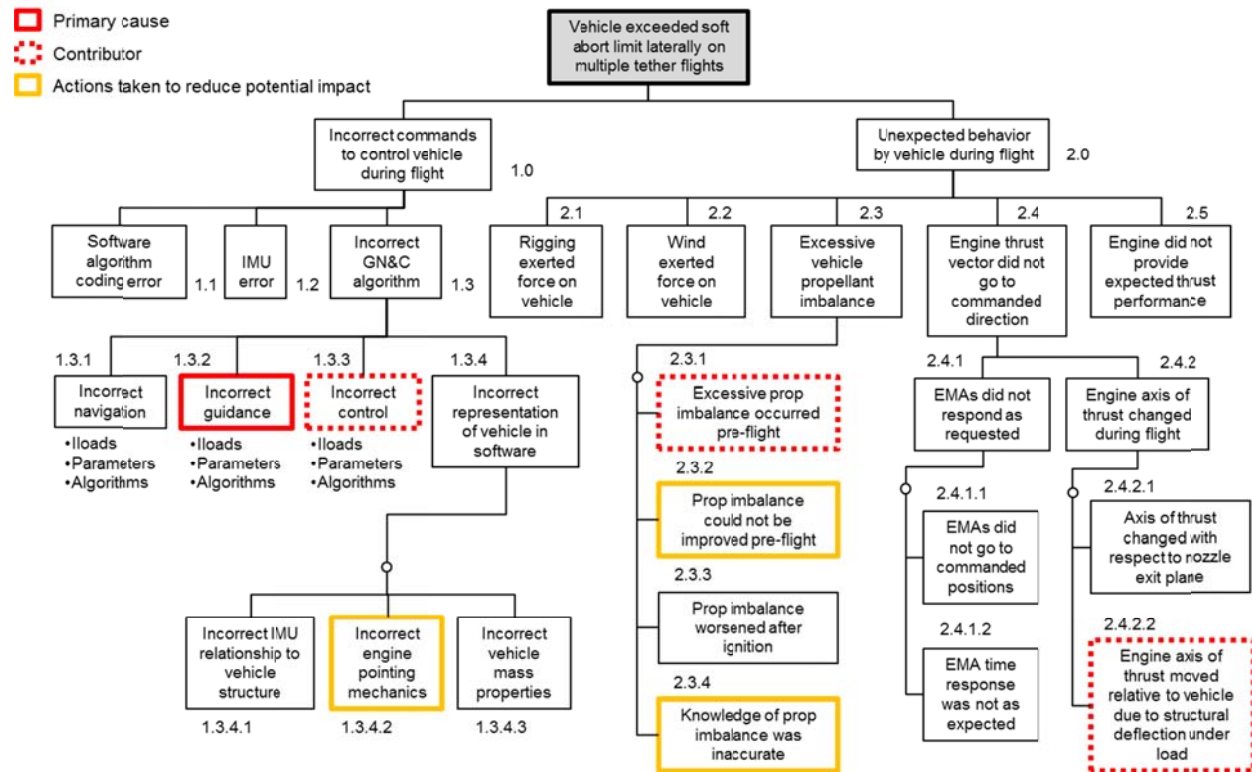 Primary cause
Contributor
Actions taken to reduce potential impact
Vehicle exceeded soft
abort limit laterally on
multiple tether flights
Incorrect commands
to control vehicle
during flight
1.0
Unexpected behavior
by vehicle during flight
2.0
Software
algorithm
coding error
1.1
IMU
error
1.2
Incorrect
GN&C
algorithm
1.3
2.1
Rigging
exerted
force on
vehicle
2.2
Wind
exerted
force on
vehicle
2.3
Excessive
vehicle
propellant
imbalance
2.4
Engine thrust
vector did not
go to
commanded
direction
2.5
Engine did not
provide
expected thrust
performance
1.3.1
Incorrect
navigation
•Iloads
•Parameters
•Algorithms
1.3.2
Incorrect
guidance
•Iloads
•Parameters
•Algorithms
1.3.3
Incorrect
control
•Iloads
•Parameters
•Algorithms
1.3.4
Incorrect
representation
of vehicle in
software
Incorrect IMU
relationship to
vehicle
structure
1.3.4.1
Incorrect
engine
pointing
mechanics
1.3.4.2
Incorrect
vehicle
mass
properties
1.3.4.3
2.3.1
Excessive prop
imbalance occurred
pre-flight
2.3.2
Prop imbalance
could not be
improved pre-flight
2.3.3
Prop imbalance
worsened after
ignition
2.3.4
Knowledge of prop
imbalance was
inaccurate
2.4.1
EMAs did not
respond as
requested
2.4.1.1
EMAs did
not go to
commanded
positions
2.4.1.2
EMA time
response
was not as
expected
2.4.2
Engine axis of
thrust changed
during flight
2.4.2.1
Axis of thrust
changed with
respect to nozzle
exit plane
2.4.2.2
Engine axis of
thrust moved
relative to vehicle
due to structural
deflection under
load